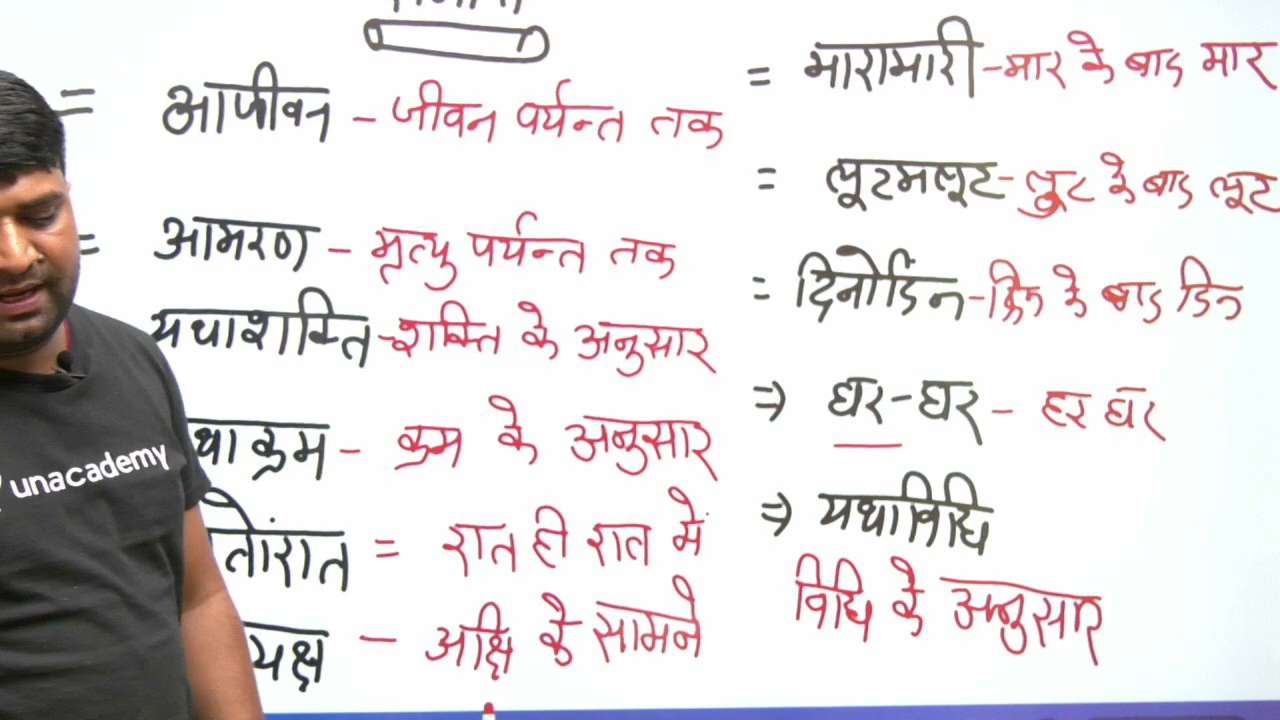 = आजीवन - जीवन पर्यन्त तक
= आमरण - मृत्यु पर्यन्त तक
यथाशक्ति - शक्ति के अनुसार
थाक्रम - क्रम के अनुसार
तोंरात = रात ही रात में
यक्ष - अक्षि के सामने
= मारामारी - मार के बाद मार
= लूटमलूट - लूट के बाद लूट
= दिनोंदिन - दिन के बाद दिन
⇒ घर-घर - हर घर
⇒ यथाविधि
विधि के अनुसार
unacademy